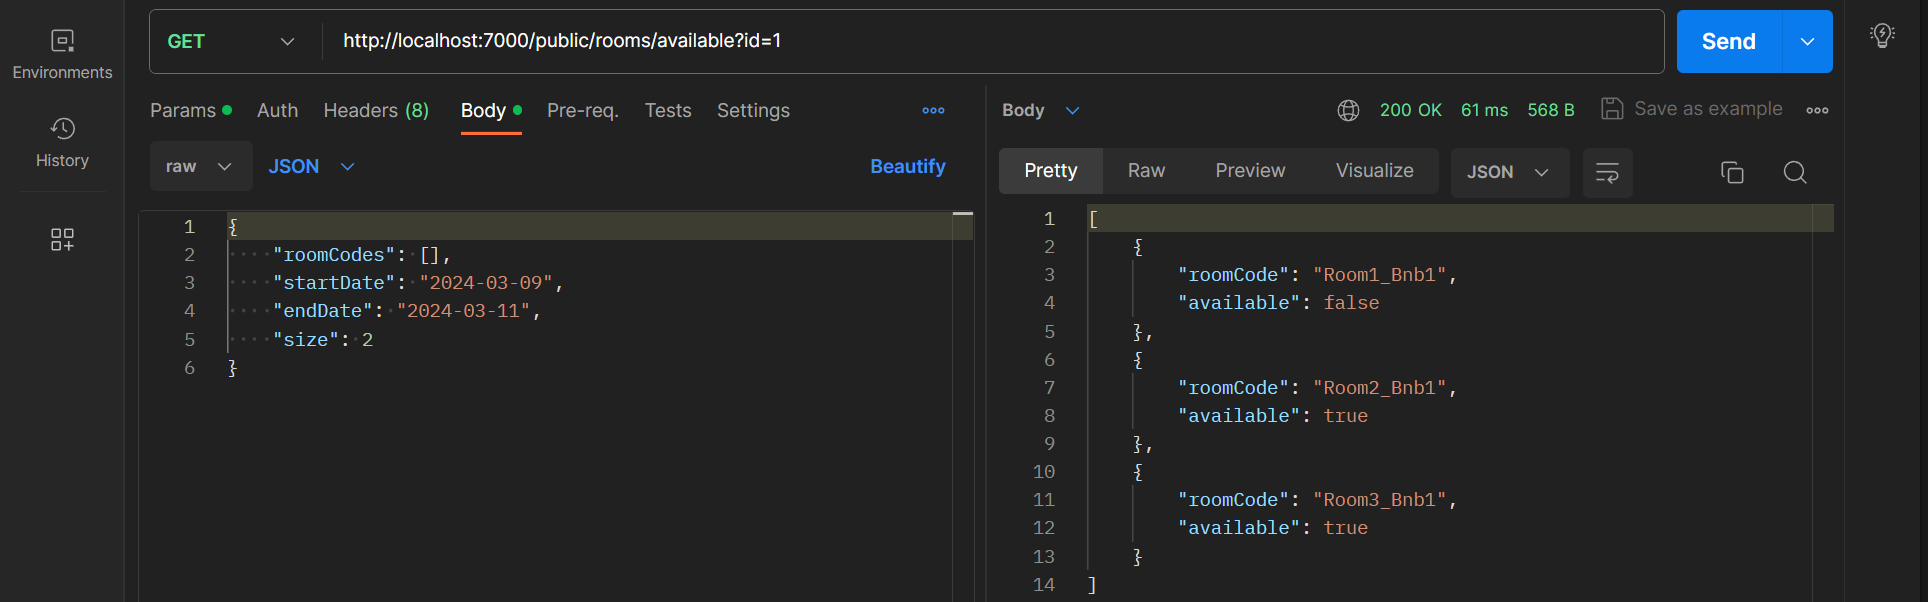 Environments
History
GET
http://localhost:7000/public/rooms/available?id=1
Send
Params
Auth
Headers (8)
Body
Pre-req.
Tests
Settings
raw
JSON
Beautify
1 {
2 "roomCodes": [],
3 "startDate": "2024-03-09",
4 "endDate": "2024-03-11",
5 "size": 2
6 }
Body
200 OK
61 ms
568 B
Save as example
Pretty
Raw
Preview
Visualize
JSON
1 [
2 {
3 "roomCode": "Room1_Bnb1",
4 "available": false
5 },
6 {
7 "roomCode": "Room2_Bnb1",
8 "available": true
9 },
10 {
11 "roomCode": "Room3_Bnb1",
12 "available": true
13 }
14 ]